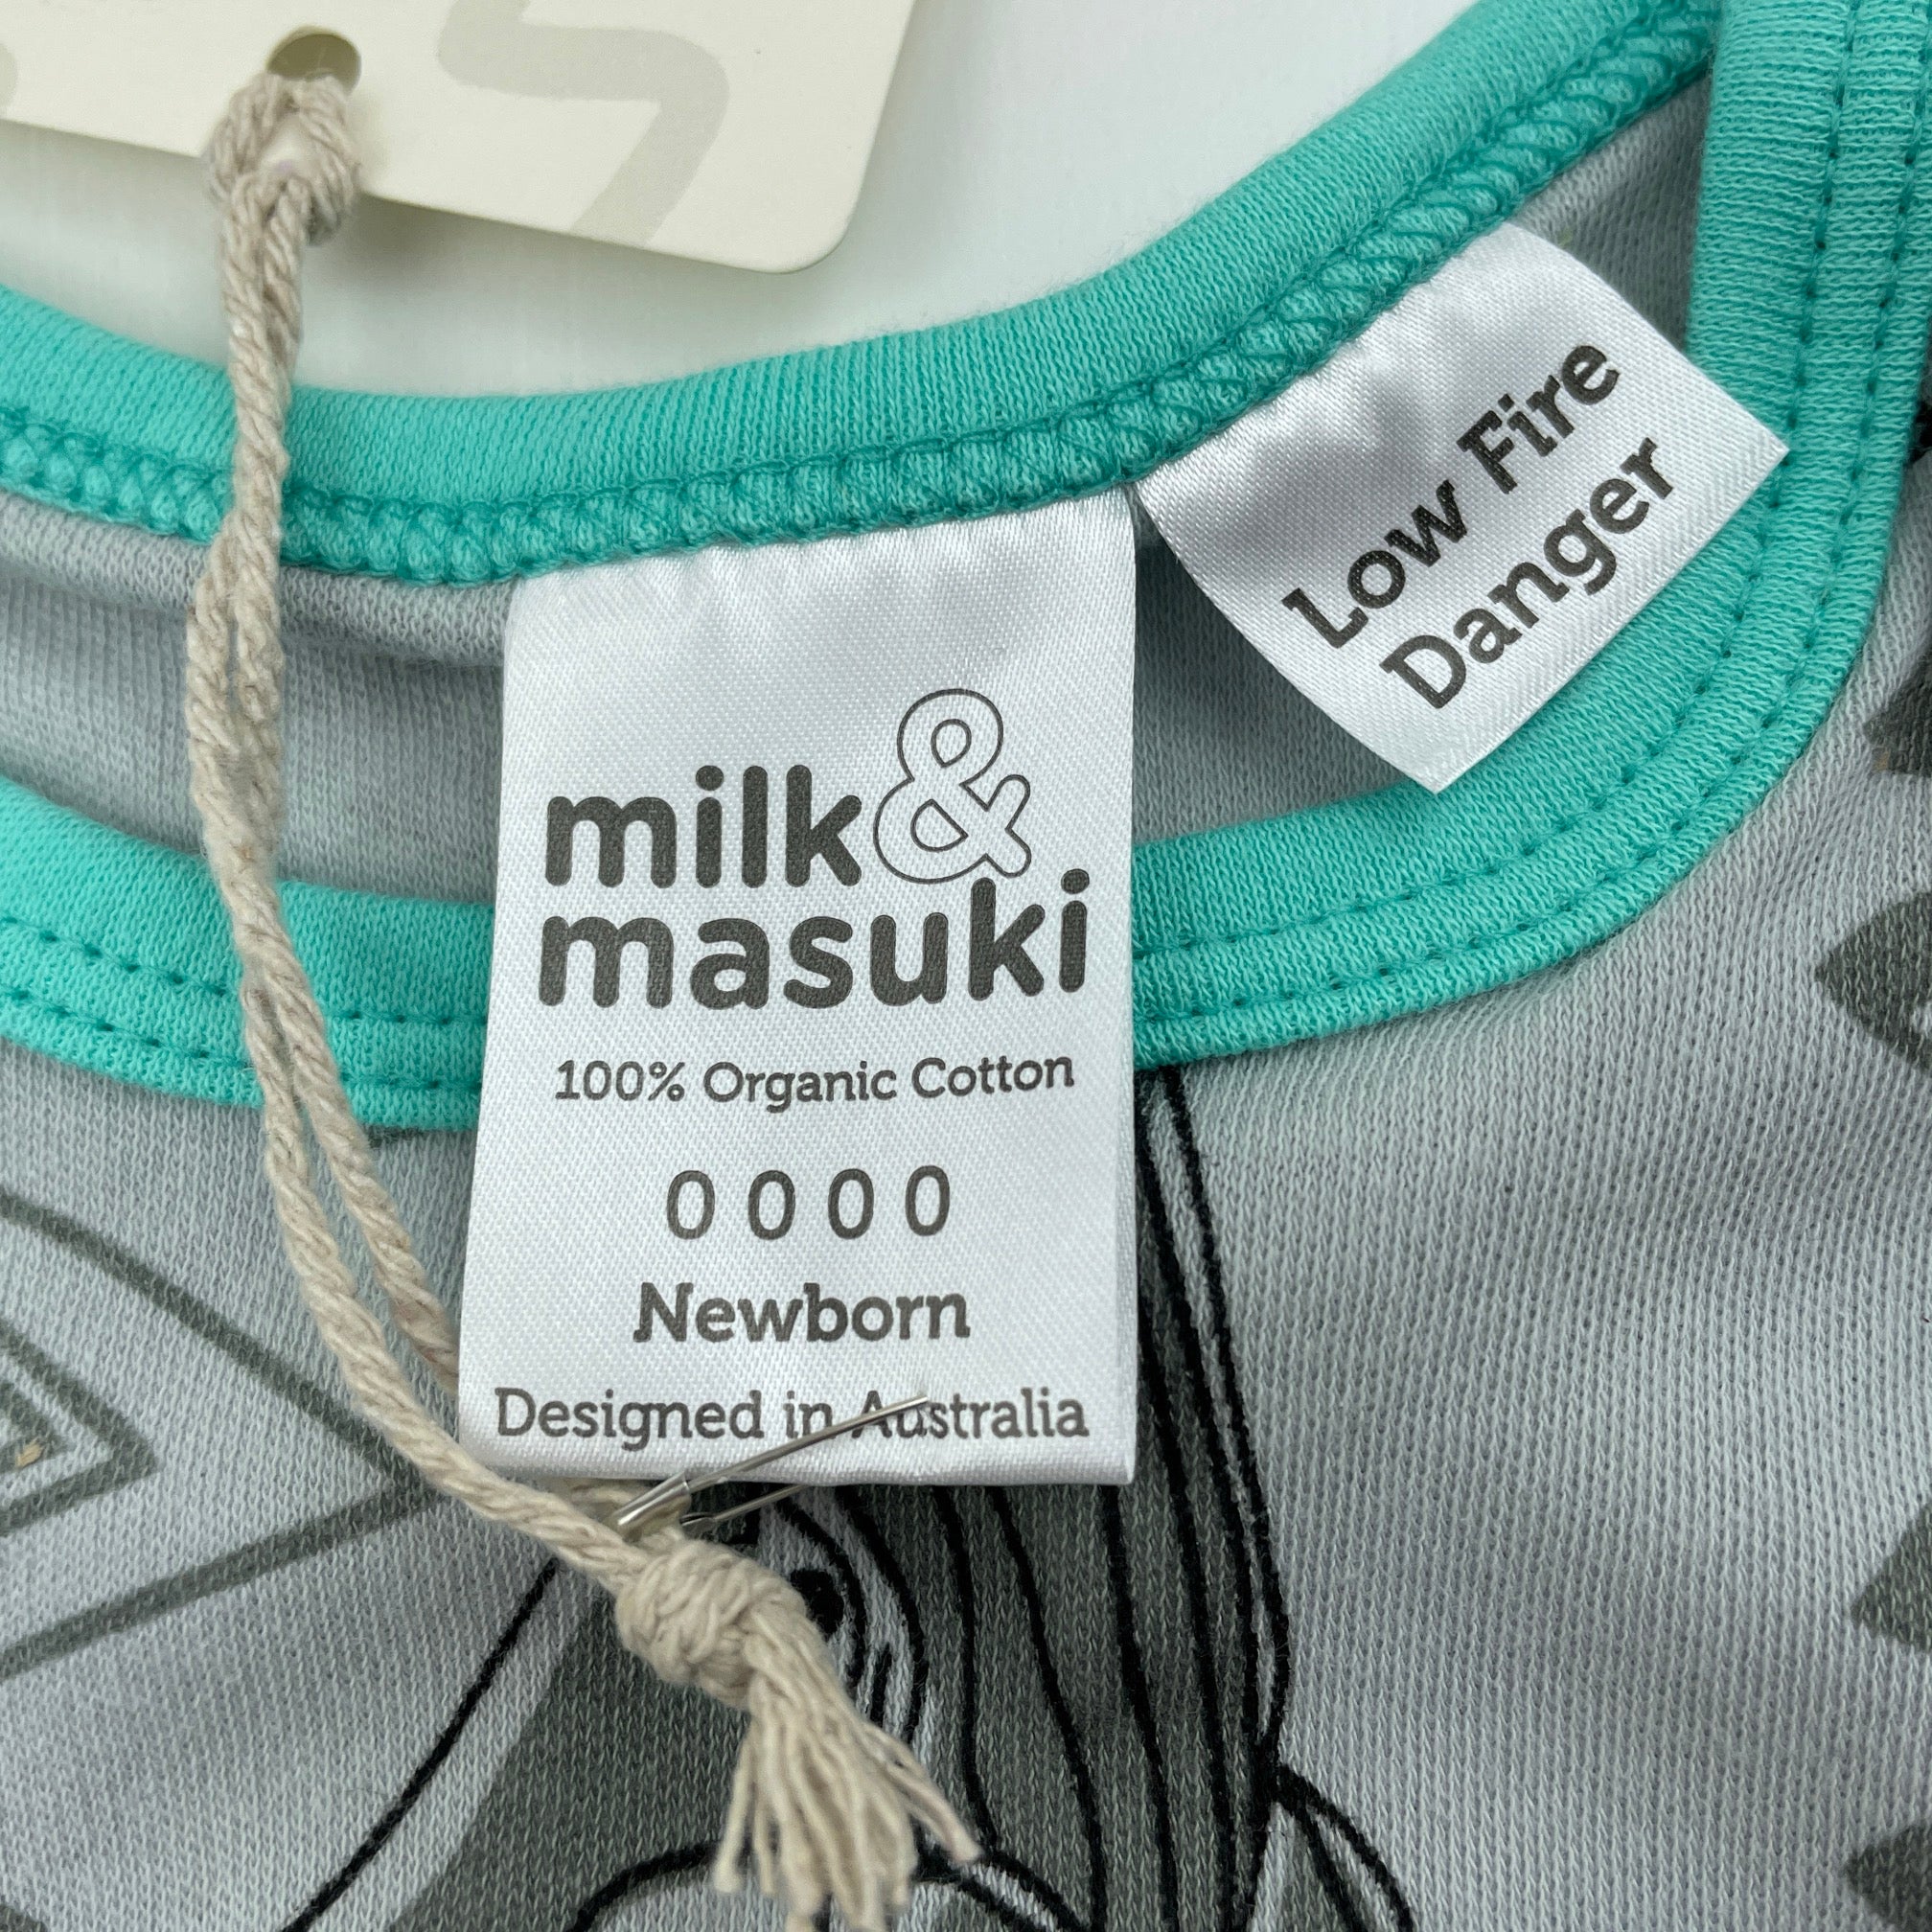 milk &
masuki
100% Organic Cotton
0000
Newborn
Designed in Australia
Low Fire
Danger